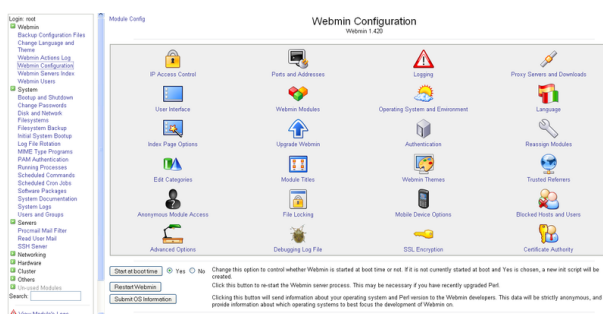 Login: root
Webmin
Backup Configuration Files
Change Language and
Theme
Webmin Actions Log
Webmin Configuration
Webmin Servers Index
Webmin Users
System
Bootup and Shutdown
Change Passwords
Disk and Network
Filesystems
Filesystem Backup
Initial System Bootup
Log File Rotation
MIME Type Programs
PAM Authentication
Running Processes
Scheduled Commands
Scheduled Cron Jobs
Software Packages
System Documentation
System Logs
Users and Groups
Servers
Procmail Mail Filter
Read User Mail
SSH Server
Networking
Hardware
Cluster
Others
Un-used Modules
Search:
View Module's Logs
Module Config
Webmin Configuration
Webmin 1.420
IP Access Control
Ports and Addresses
Logging
Proxy Servers and Downloads
User Interface
Webmin Modules
Operating System and Environment
Language
Index Page Options
Upgrade Webmin
Authentication
Reassign Modules
Edit Categories
Module Titles
Webmin Themes
Trusted Referrers
Anonymous Module Access
File Locking
Mobile Device Options
Blocked Hosts and Users
Advanced Options
Debugging Log File
SSL Encryption
Certificate Authority
Start at boot time Yes No Change this option to control whether Webmin is started at boot time or not. If it is not currently started at boot and Yes is chosen, a new init script will be
created.
Restart Webmin Click this button to re-start the Webmin server process. This may be necessary if you have recently upgraded Perl.
Submit OS Information Clicking this button will send information about your operating system and Perl version to the Webmin developers. This data will be strictly anonymous, and
provide information about which operating systems to best focus the development of Webmin on.